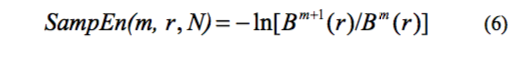 SampEn(m, r, N) = −ln[B^{m+1}(r)/B^{m}(r)] (6)